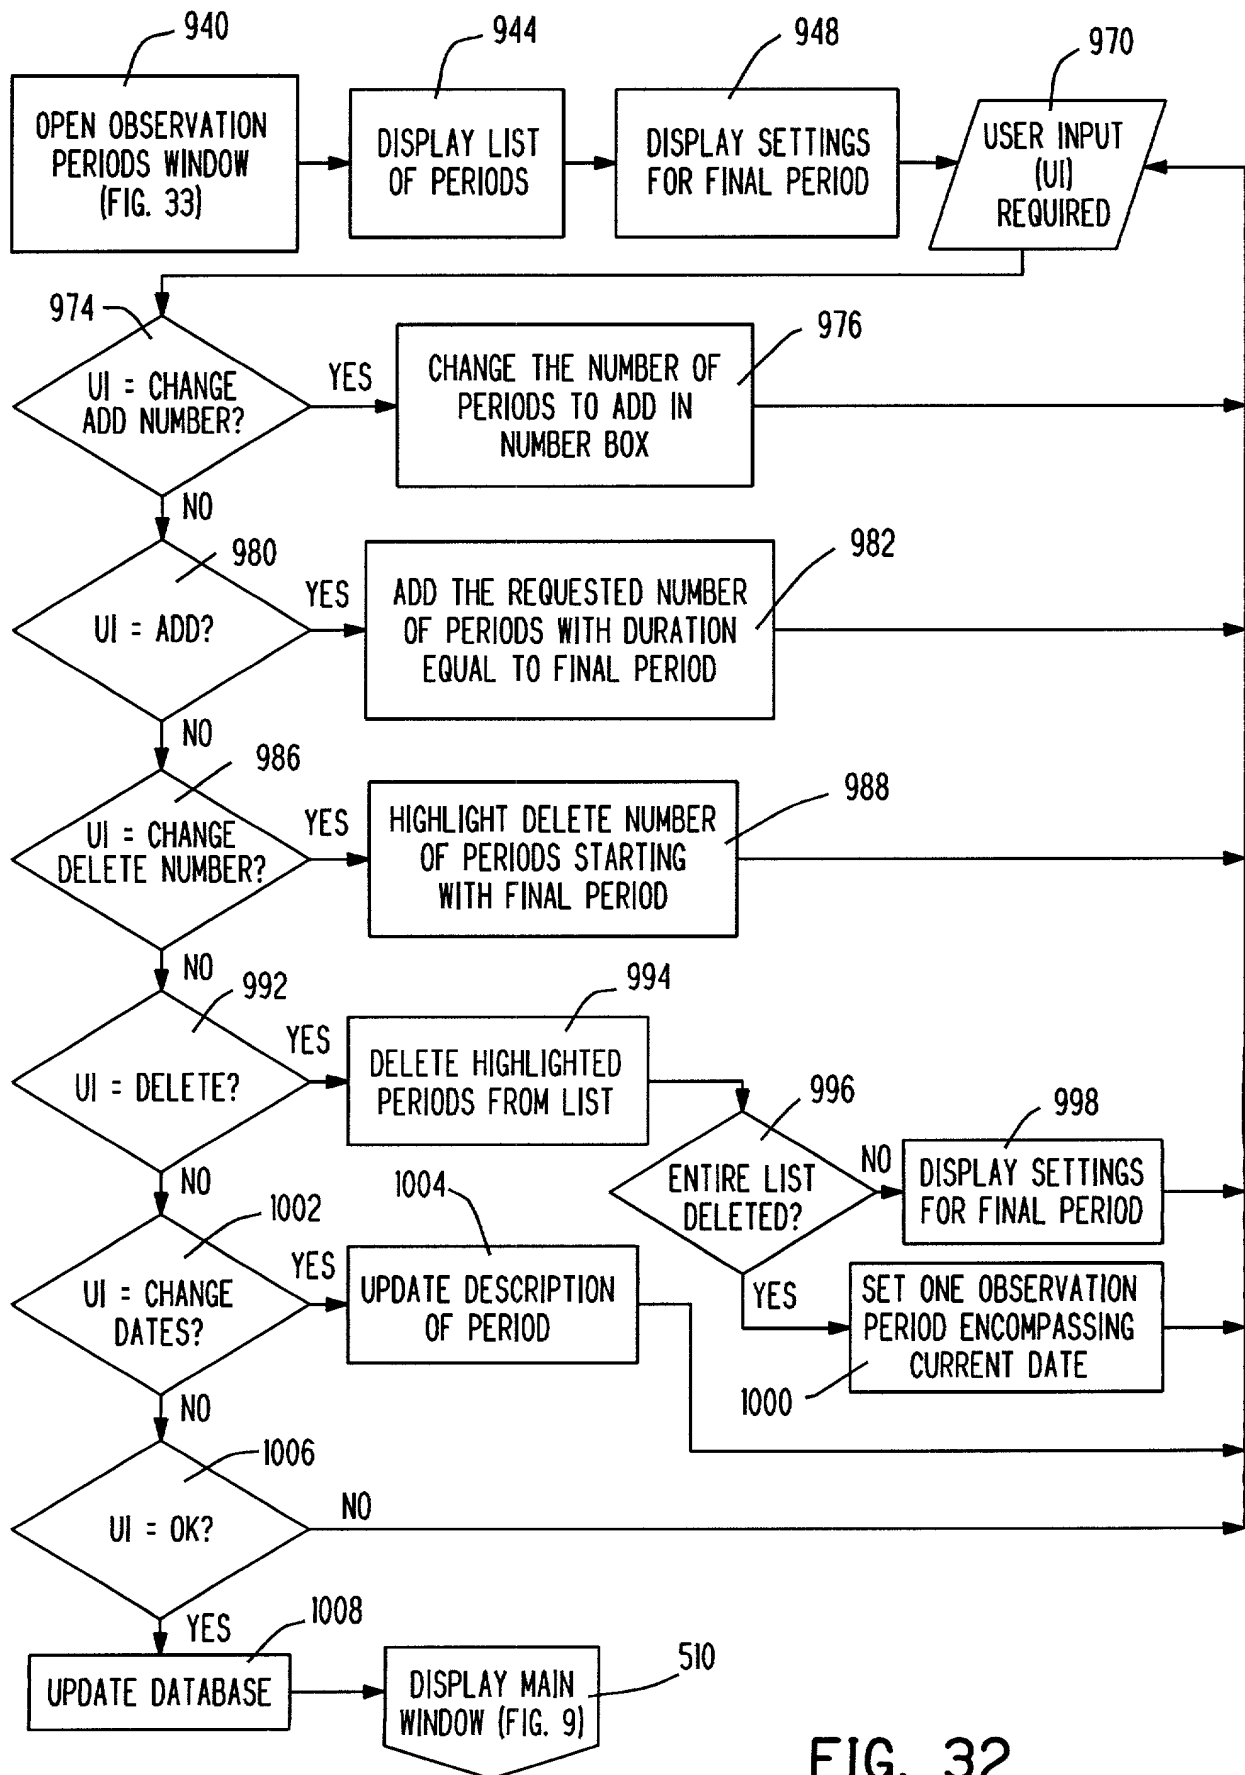 940
944
948
970
OPEN OBSERVATION
PERIODS WINDOW
(FIG. 33)
DISPLAY LIST
OF PERIODS
DISPLAY SETTINGS
FOR FINAL PERIOD
USER INPUT
(UI)
REQUIRED
974
UI = CHANGE
ADD NUMBER?
YES
976
CHANGE THE NUMBER OF
PERIODS TO ADD IN
NUMBER BOX
NO
980
UI = ADD?
YES
982
ADD THE REQUESTED NUMBER
OF PERIODS WITH DURATION
EQUAL TO FINAL PERIOD
NO
986
UI = CHANGE
DELETE NUMBER?
YES
988
HIGHLIGHT DELETE NUMBER
OF PERIODS STARTING
WITH FINAL PERIOD
NO
992
UI = DELETE?
YES
994
DELETE HIGHLIGHTED
PERIODS FROM LIST
996
ENTIRE LIST
DELETED?
NO
998
DISPLAY SETTINGS
FOR FINAL PERIOD
YES
SET ONE OBSERVATION
PERIOD ENCOMPASSING
CURRENT DATE
1000
NO
1002
UI = CHANGE
DATES?
YES
1004
UPDATE DESCRIPTION
OF PERIOD
NO
1006
UI = OK?
NO
YES
1008
UPDATE DATABASE
510
DISPLAY MAIN
WINDOW (FIG. 9)
FIG. 32